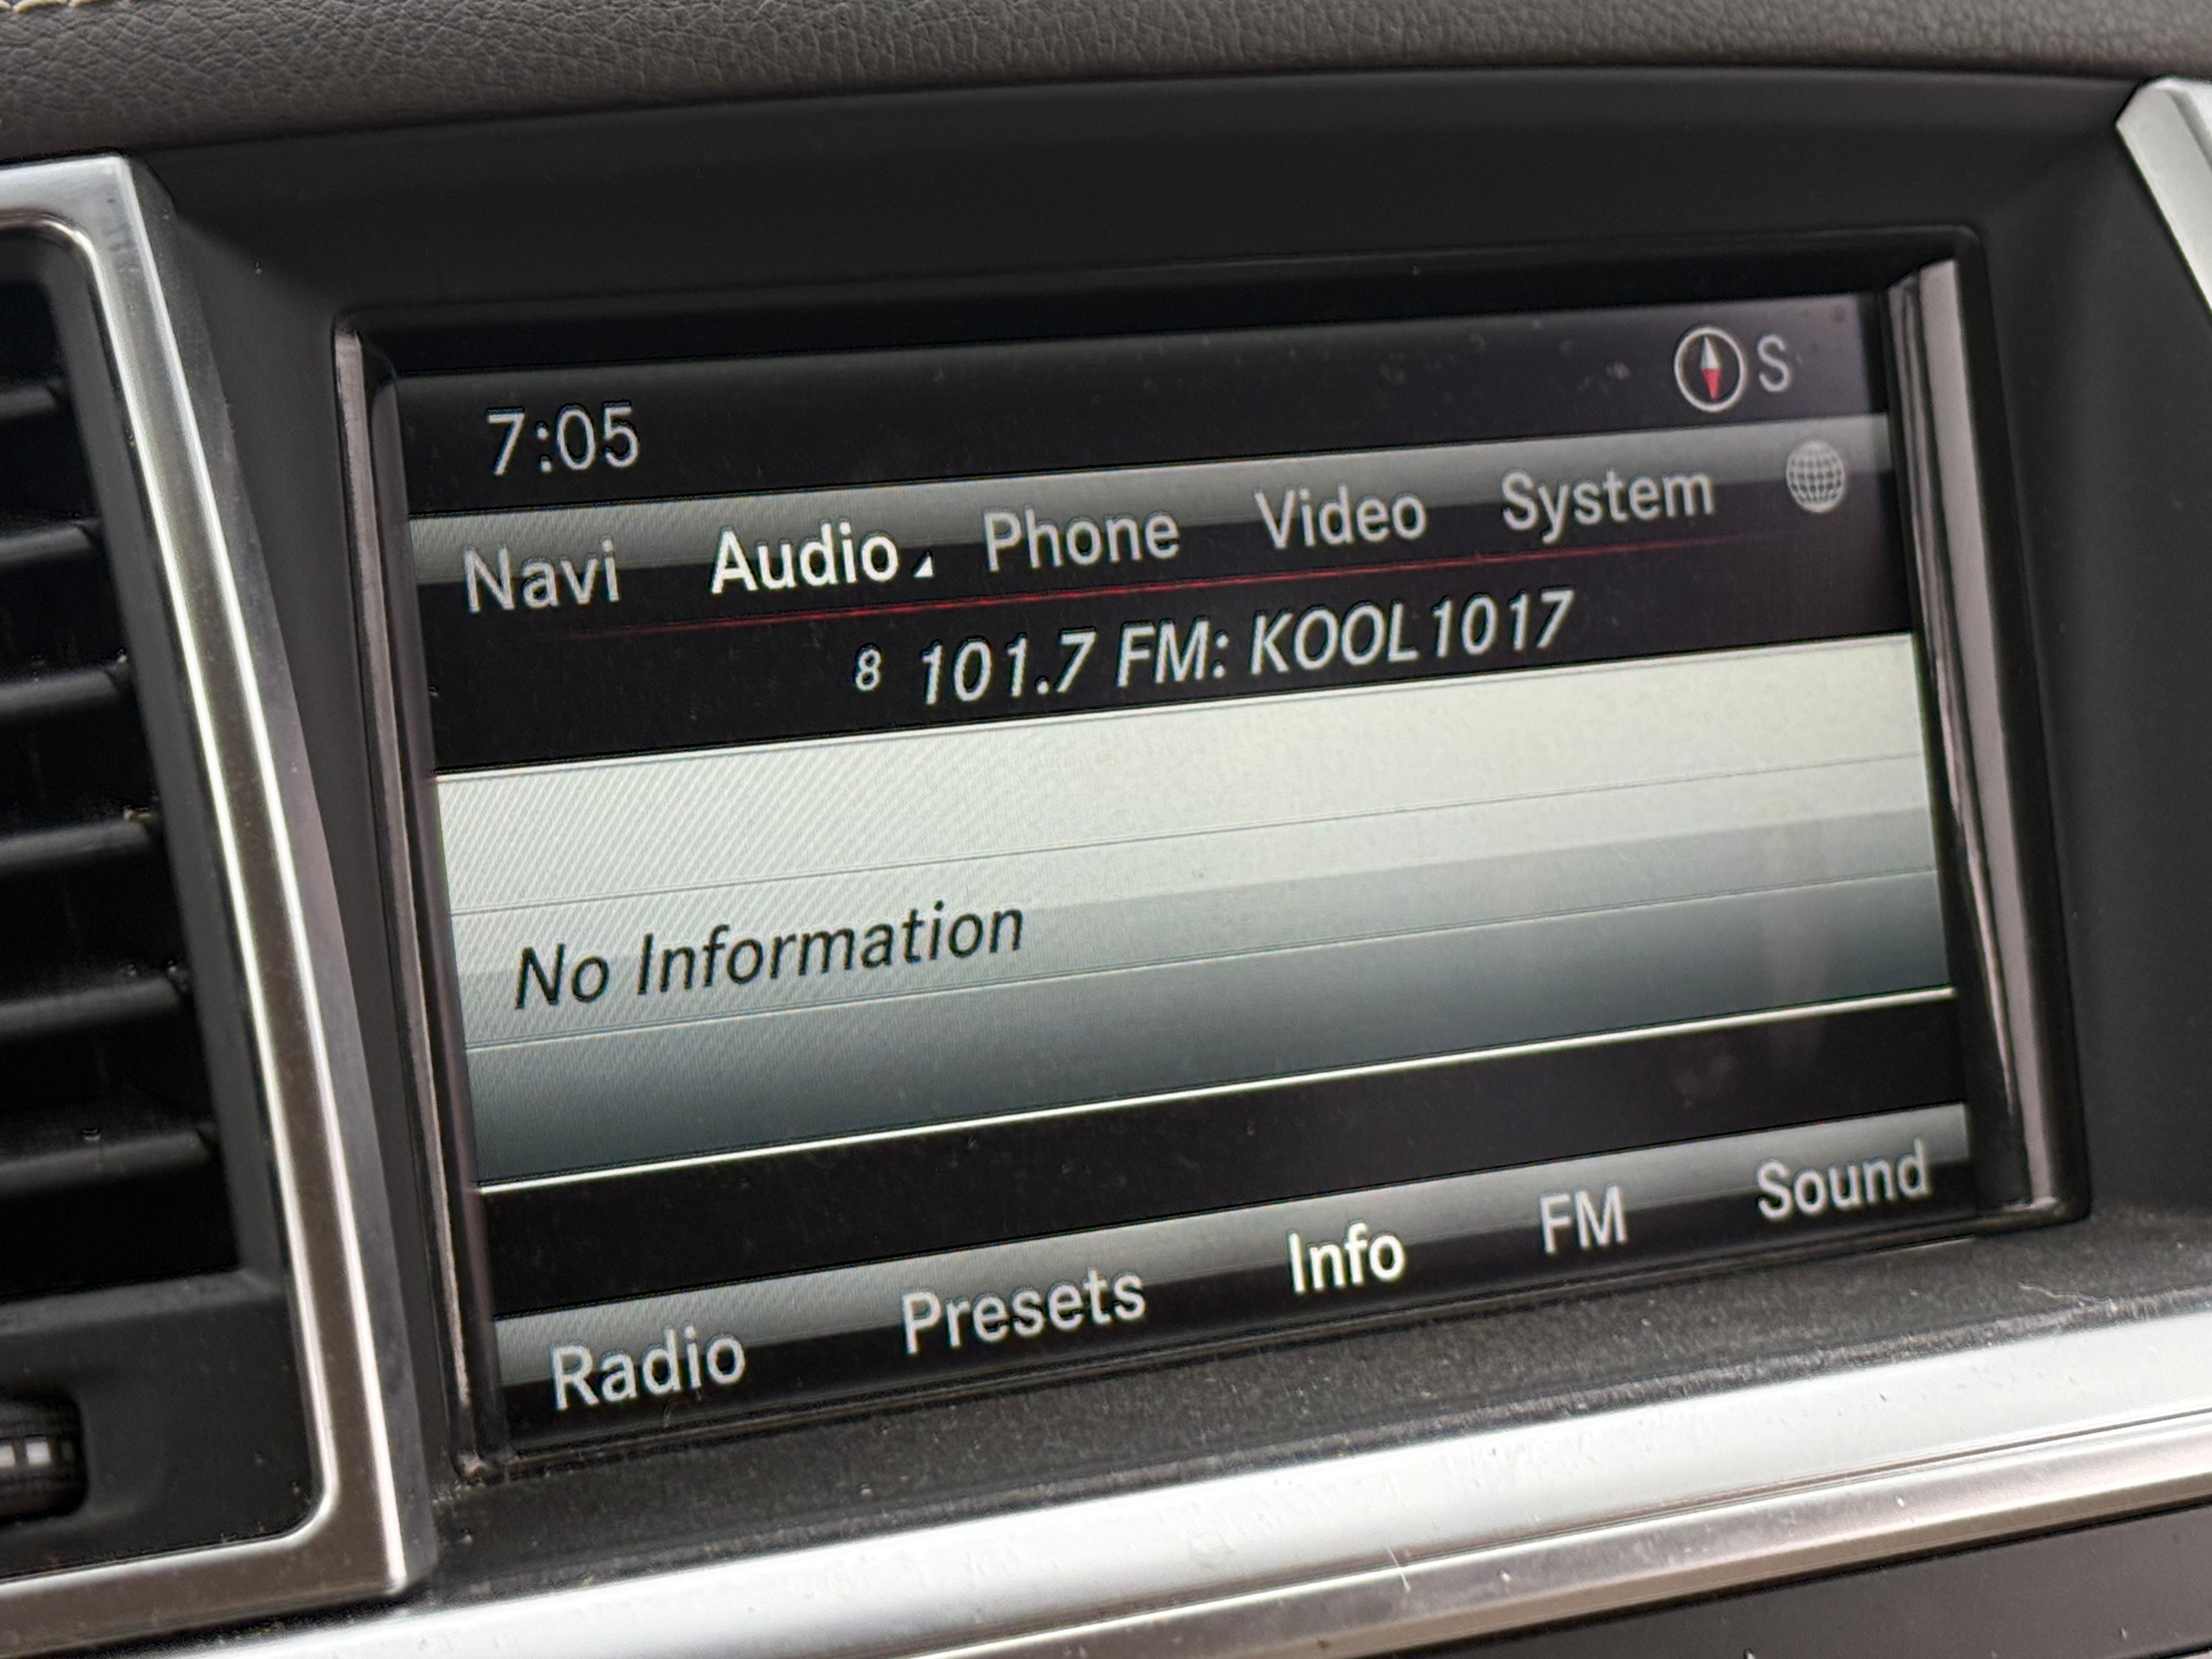 7:05 S
Navi Audio Phone Video System
8 101.7 FM: KOOL1017
No Information
Radio Presets Info FM Sound